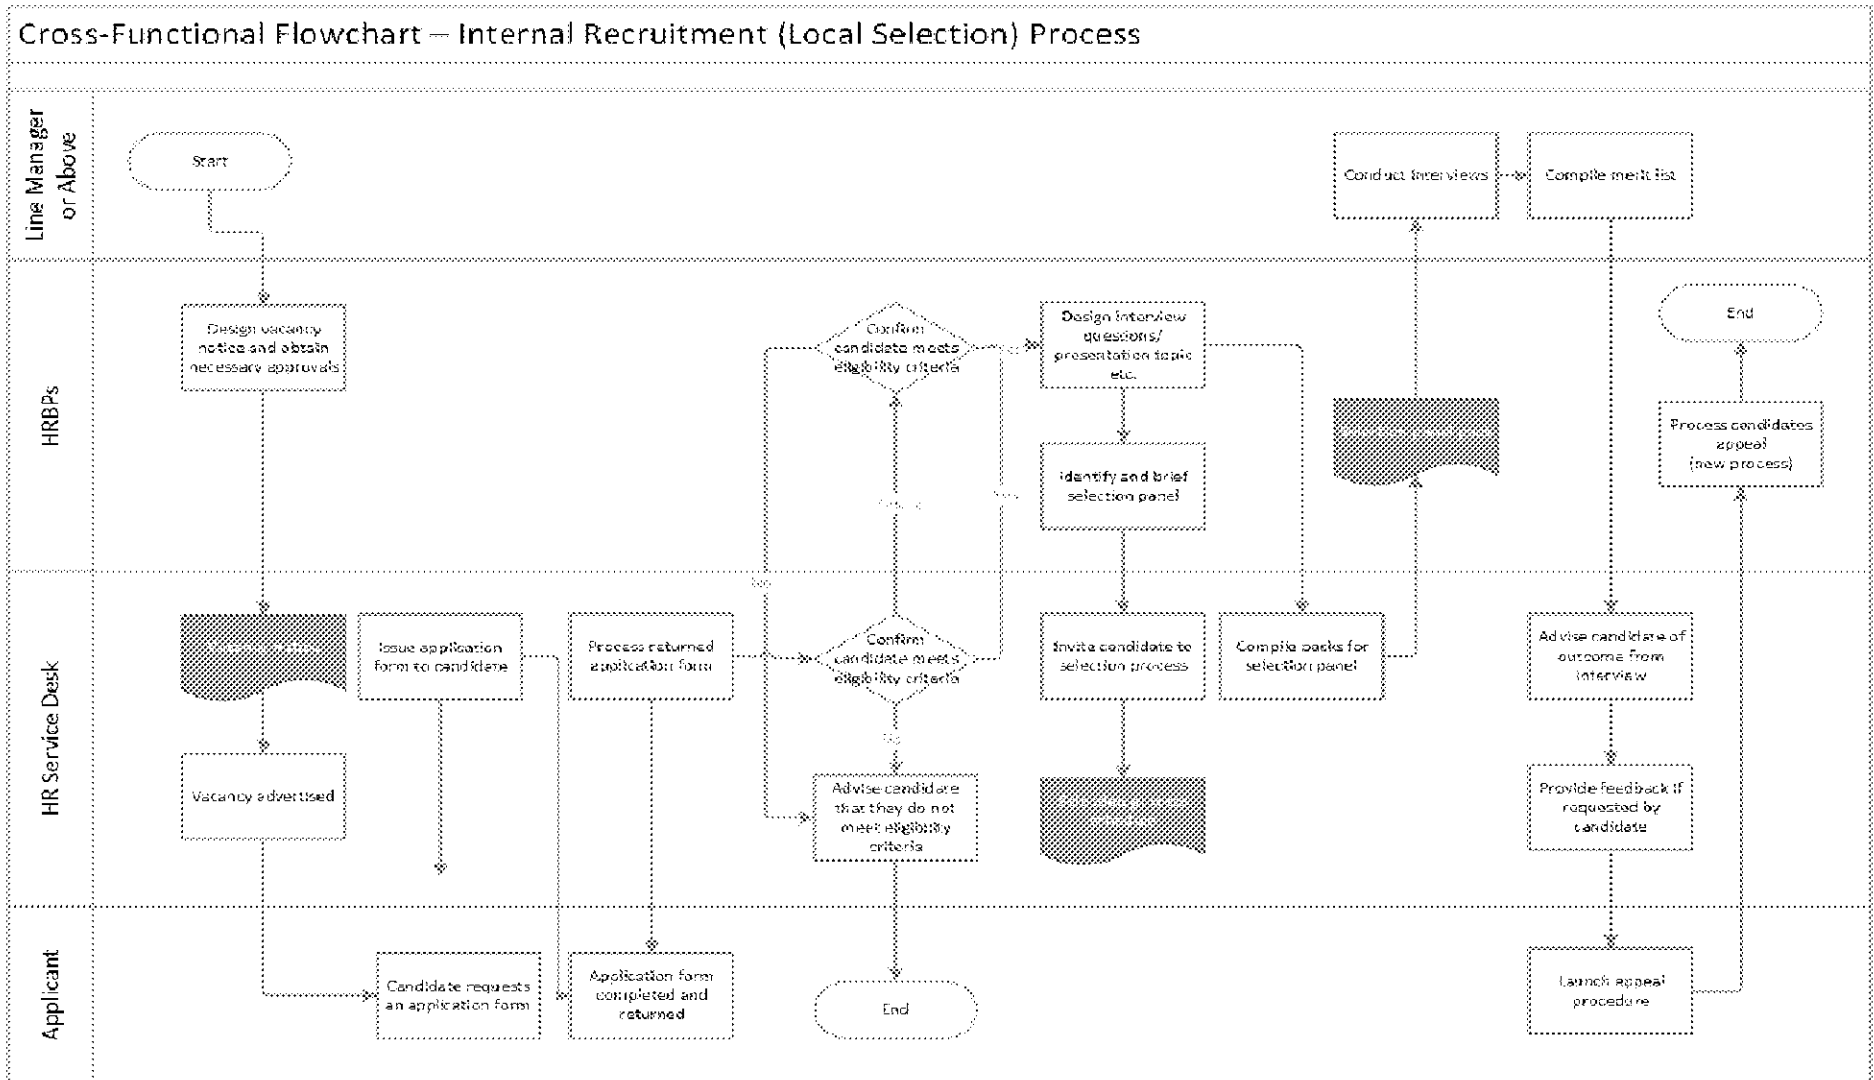 Cross-Functional Flowchart – Internal Recruitment (Local Selection) Process
Line Manager
or Above
Start
Conduct Interviews
Compile merit list
HRBPs
Design vacancy
notice and obtain
necessary approvals
Confirm
candidate meets
eligibility criteria
Design interview
questions/
presentation topic
etc.
Identify and brief
selection panel
End
Process candidates
appeal
(new process)
HR Service Desk
Issue application
form to candidate
Process returned
application form
Confirm
candidate meets
eligibility criteria
Invite candidate to
selection process
Compile packs for
selection panel
Advise candidate of
outcome from
interview
Vacancy advertised
No
Advise candidate
that they do not
meet eligibility
criteria
Provide feedback if
requested by
candidate
Applicant
Candidate requests
an application form
Application form
completed and
returned
End
Launch appeal
procedure